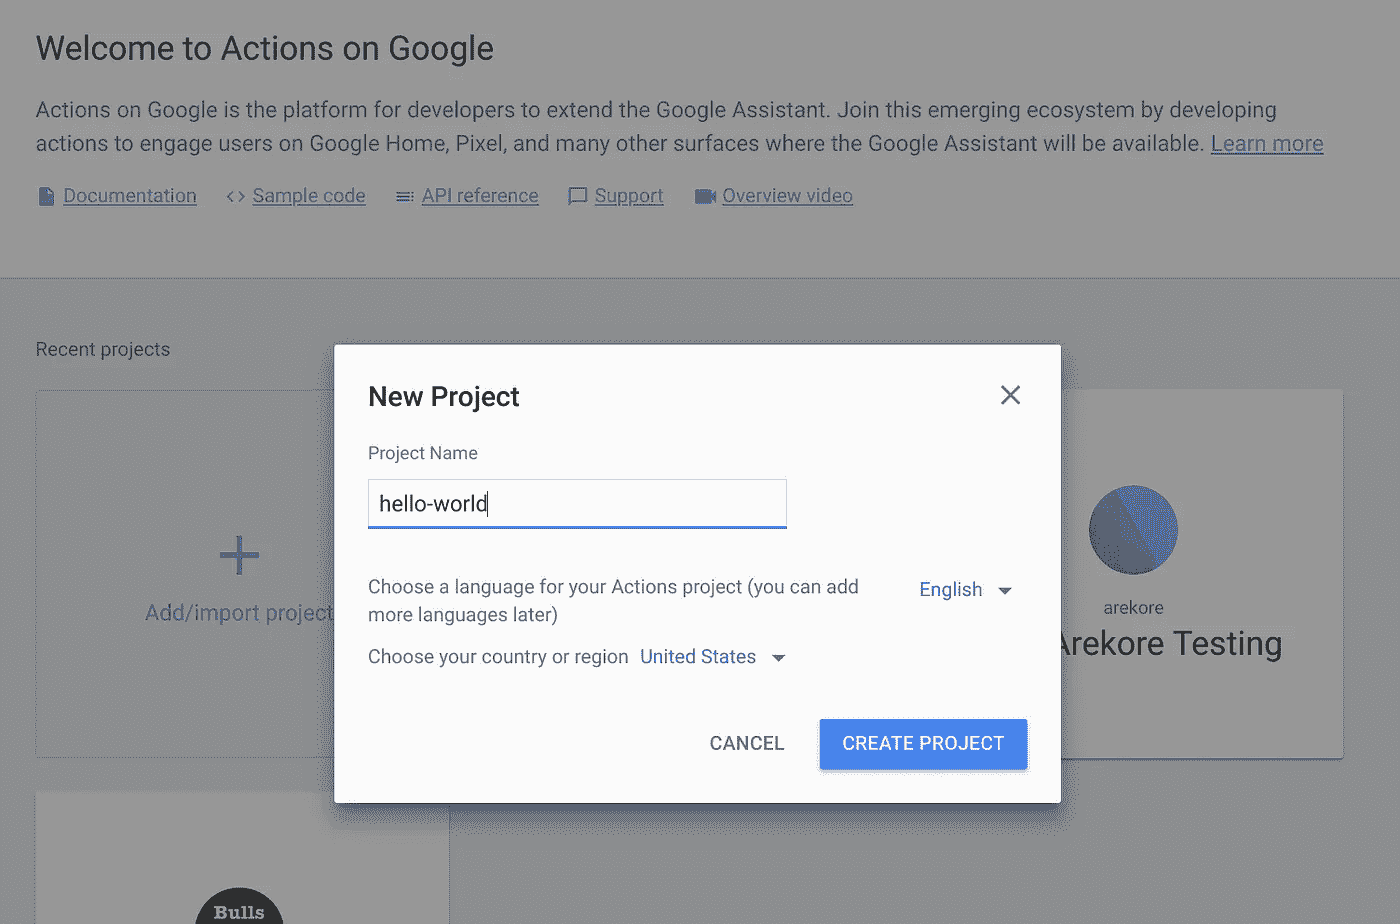 Welcome to Actions on Google
Actions on Google is the platform for developers to extend the Google Assistant. Join this emerging ecosystem by developing
actions to engage users on Google Home, Pixel, and many other surfaces where the Google Assistant will be available. Learn more
Documentation Sample code API reference Support Overview video
Recent projects
New Project
Project Name
hello-world
Choose a language for your Actions project (you can add
more languages later)
English
Choose your country or region United States
CANCEL CREATE PROJECT
Add/import project
arekore
Arekore Testing
Bulls